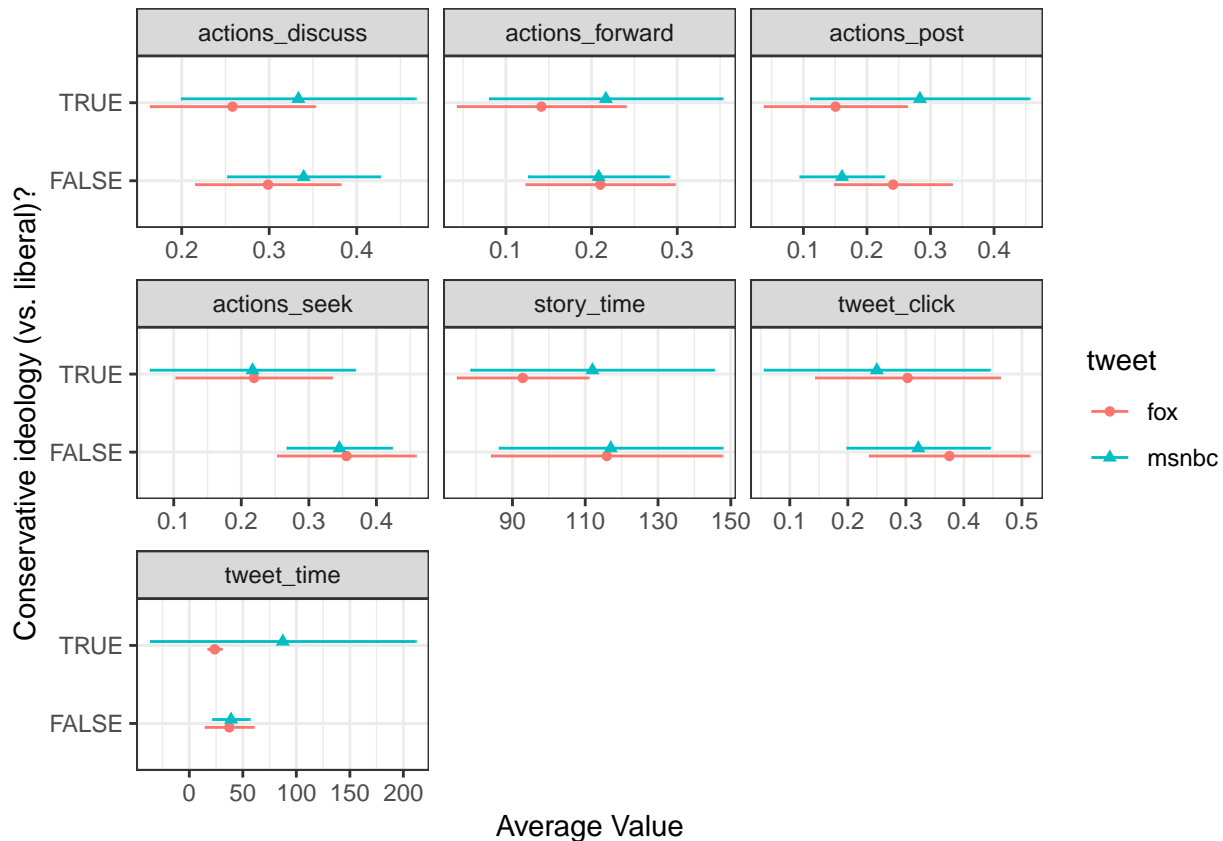 actions_discuss actions_forward actions_post
TRUE
FALSE
0.2 0.3 0.4 0.1 0.2 0.3 0.1 0.2 0.3 0.4
actions_seek story_time tweet_click
TRUE
FALSE
0.1 0.2 0.3 0.4 90 110 130 150 0.1 0.2 0.3 0.4 0.5
tweet_time
TRUE
FALSE
0 50 100 150 200
Conservative ideology (vs. liberal)?
Average Value
tweet
fox
msnbc